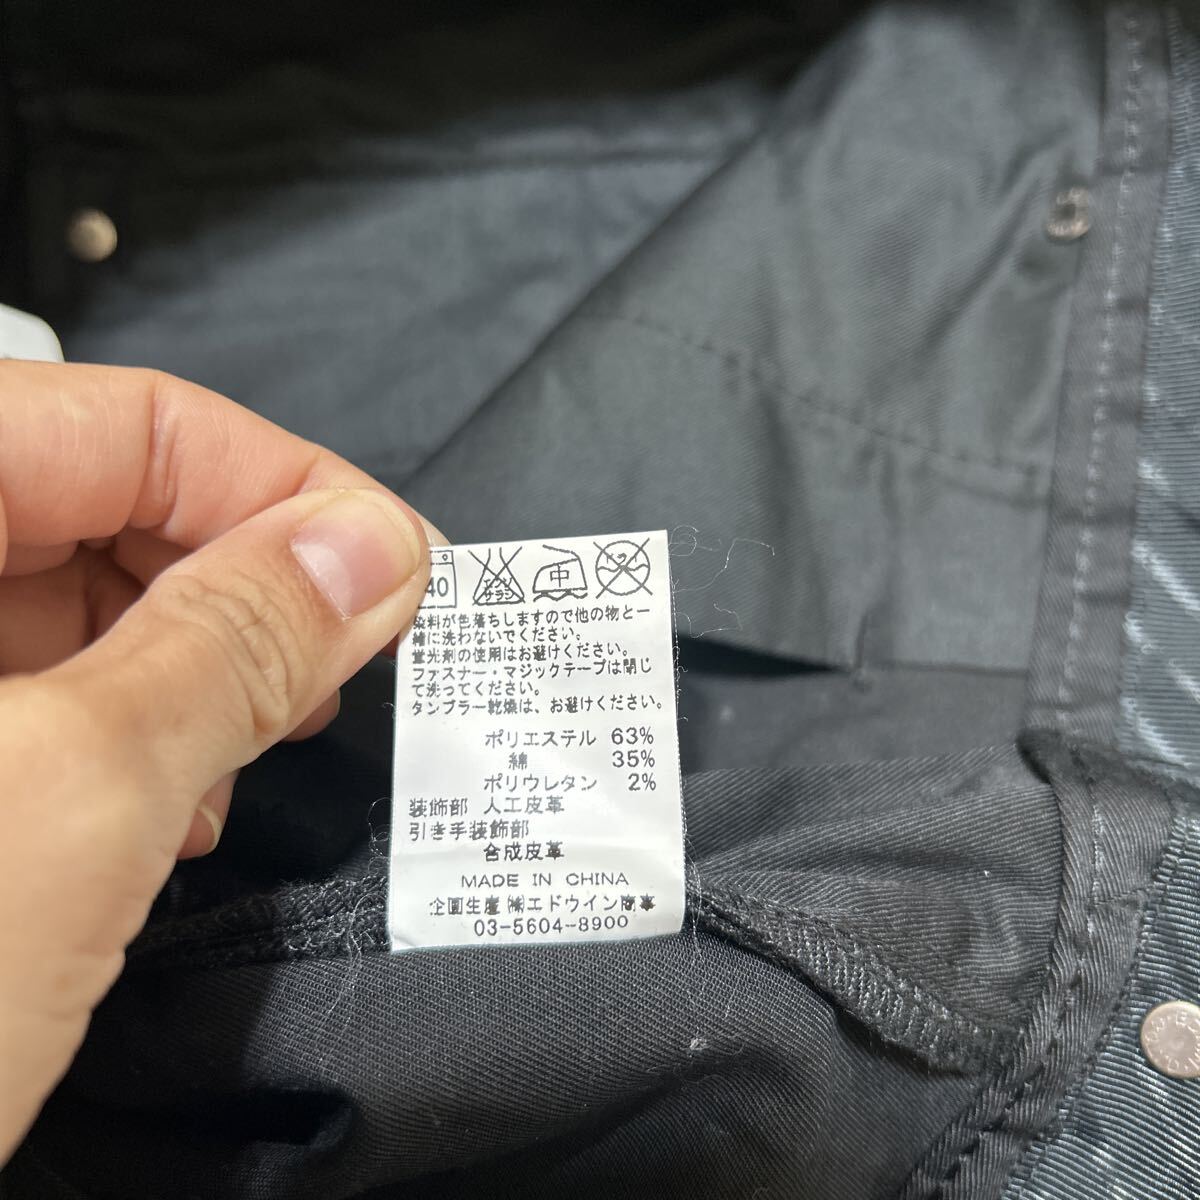 40 エンソ サラシ 中 ドライ
染料が色落ちしますので他の物と一
緒に洗わないでください。
蛍光剤の使用はお避けください。
ファスナー・マジックテープは閉じ
て洗ってください。
タンブラー乾燥は、お避けください。
ポリエステル 63%
綿 35%
ポリウレタン 2%
装飾部 人工皮革
引き手装飾部
合成皮革
MADE IN CHINA
企画生産 ㈱エドウイン商事
03-5604-8900